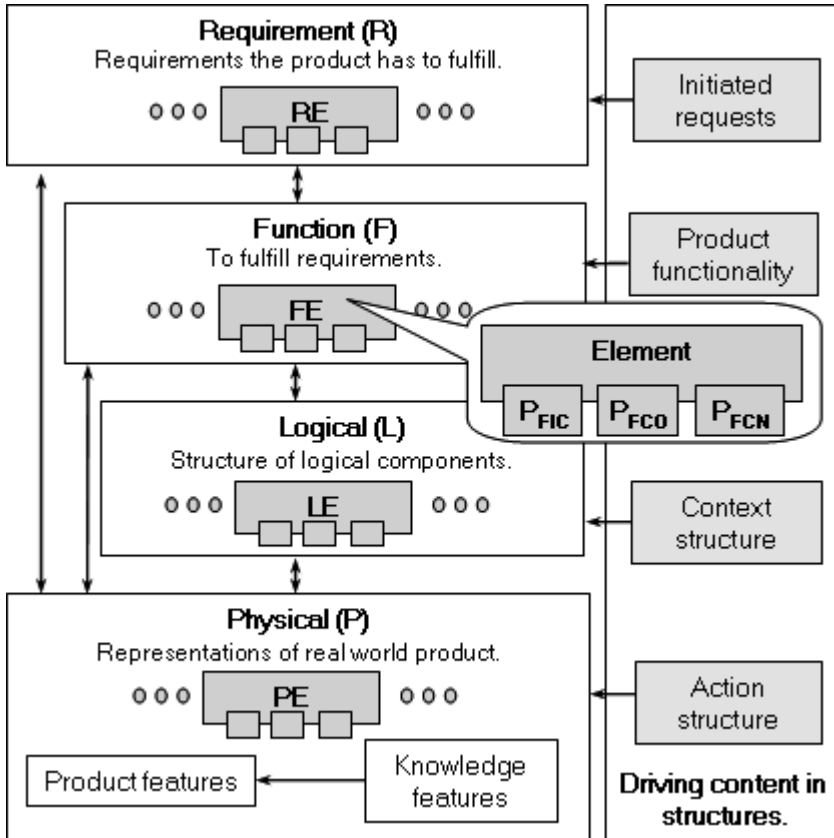 Requirement (R)
Requirements the product has to fulfill.
RE
Initiated
requests
Function (F)
To fulfill requirements.
FE
Product
functionality
Element
PFIC PFCO PFCN
Logical (L)
Structure of logical components.
LE
Context
structure
Physical (P)
Representations of real world product.
PE
Action
structure
Product features
Knowledge
features
Driving content in
structures.